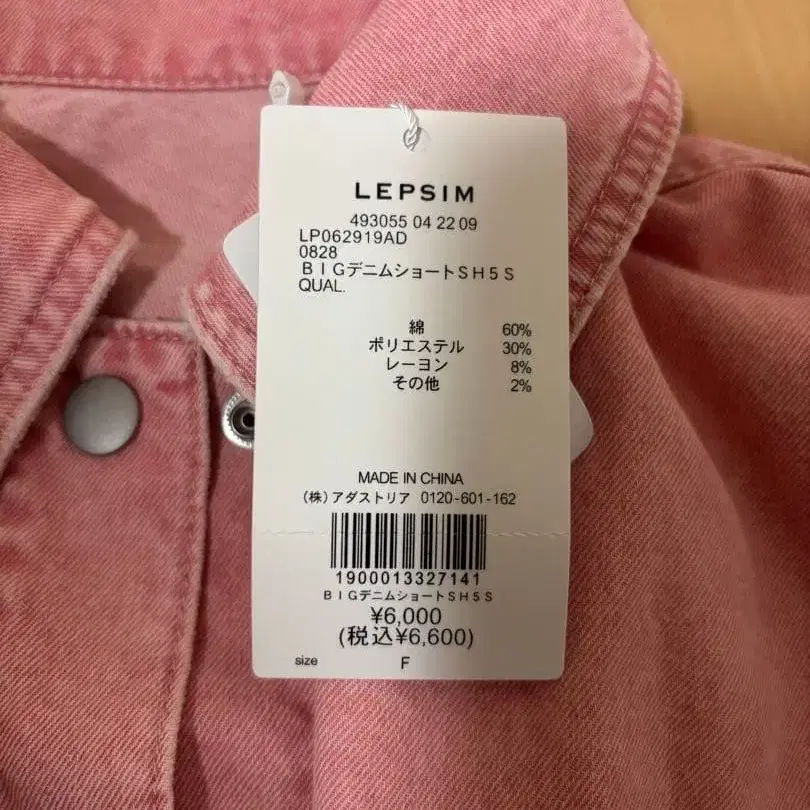 LEPSIM
493055 04 22 09
LP062919AD
0828
ＢＩＧデニムショートＳＨ５Ｓ
QUAL.
綿 60%
ポリエステル 30%
レーヨン 8%
その他 2%
MADE IN CHINA
(株)アダストリア 0120-601-162
1900013327141
ＢＩＧデニムショートＳＨ５Ｓ
¥6,000
(税込¥6,600)
size F